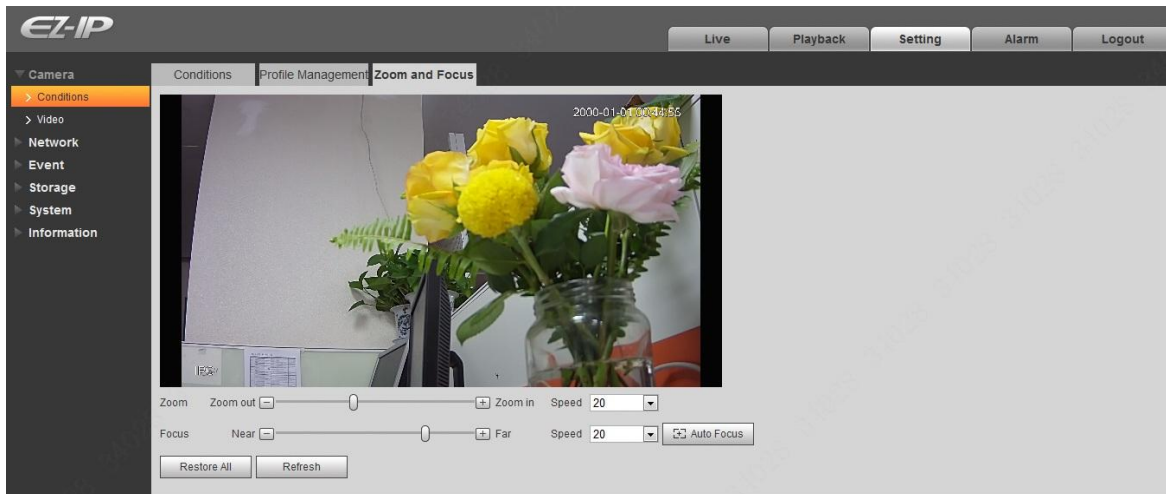 EZ-IP
Live Playback Setting Alarm Logout
Camera
Conditions
Video
Network
Event
Storage
System
Information
Conditions Profile Management Zoom and Focus
2000-01-01 00:44:56
IPC
Zoom Zoom out Zoom in Speed 20
Focus Near Far Speed 20 Auto Focus
Restore All Refresh